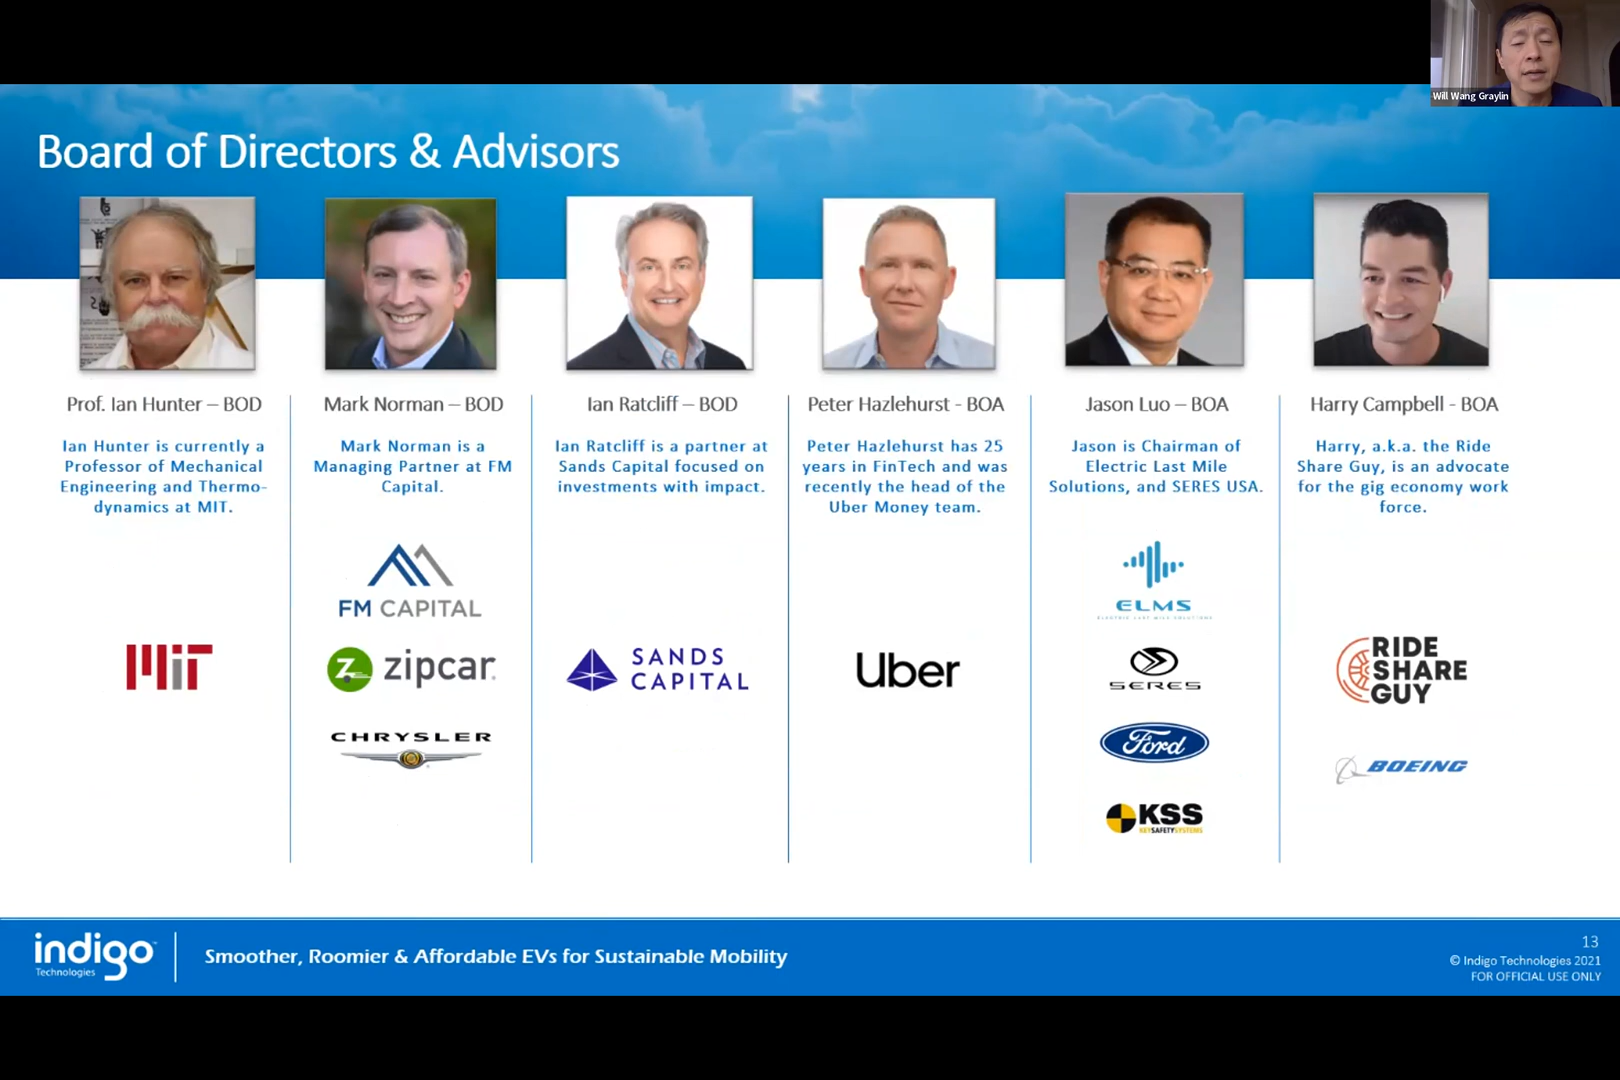 Will Wang Graylin
Board of Directors & Advisors
Prof. Ian Hunter – BOD
Ian Hunter is currently a
Professor of Mechanical
Engineering and Thermo-
dynamics at MIT.
MIT
Mark Norman – BOD
Mark Norman is a
Managing Partner at FM
Capital.
FM CAPITAL
Z
zipcar.
CHRYSLER
Ian Ratcliff – BOD
Ian Ratcliff is a partner at
Sands Capital focused on
investments with impact.
SANDS
CAPITAL
Peter Hazlehurst - BOA
Peter Hazlehurst has 25
years in FinTech and was
recently the head of the
Uber Money team.
Uber
Jason Luo – BOA
Jason is Chairman of
Electric Last Mile
Solutions, and SERES USA.
ELMS
ELECTRIC LAST MILE SOLUTIONS
SERES
Ford
KSS
KEYSAFETYSYSTEMS
Harry Campbell - BOA
Harry, a.k.a. the Ride
Share Guy, is an advocate
for the gig economy work
force.
RIDE
SHARE
GUY
BOEING
indigo
Technologies
Smoother, Roomier & Affordable EVs for Sustainable Mobility
13
© Indigo Technologies 2021
FOR OFFICIAL USE ONLY